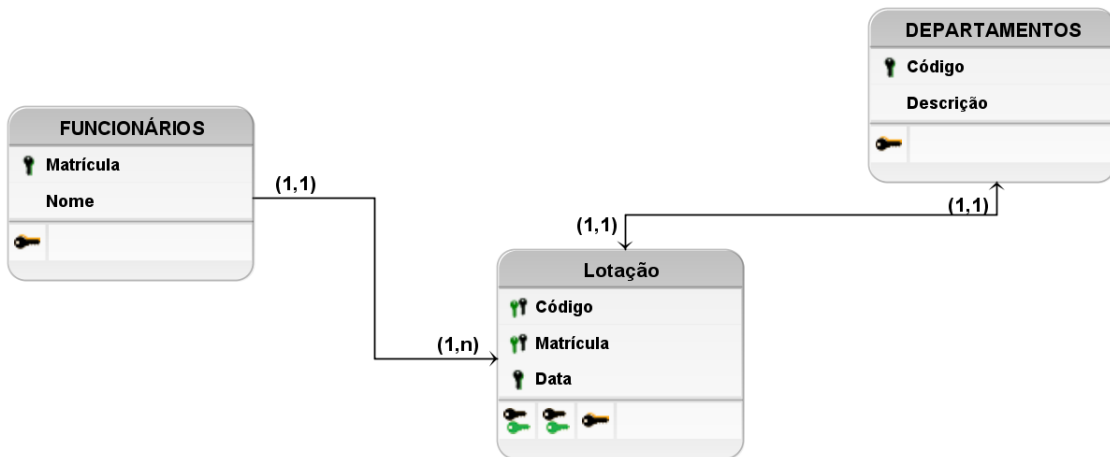 DEPARTAMENTOS
Código
Descrição
FUNCIONÁRIOS
Matrícula
Nome
(1,1)
(1,1)
(1,1)
Lotação
Código
(1,n)
Matrícula
Data